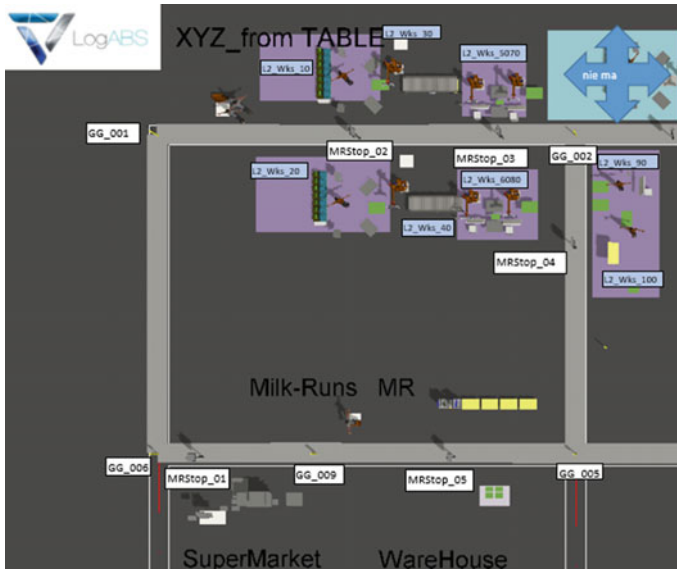 LogABS
XYZ_from TABLE
L2_Wks_30
L2_Wks_10
L2_Wks_5070
nie ma
GG_001
MRStop_02
MRStop_03
GG_002
L2_Wks_20
L2_Wks_6080
L2_Wks_90
L2_Wks_40
MRStop_04
L2_Wks_100
Milk-Runs MR
GG_006
MRStop_01
GG_009
MRStop_05
GG_005
SuperMarket
WareHouse